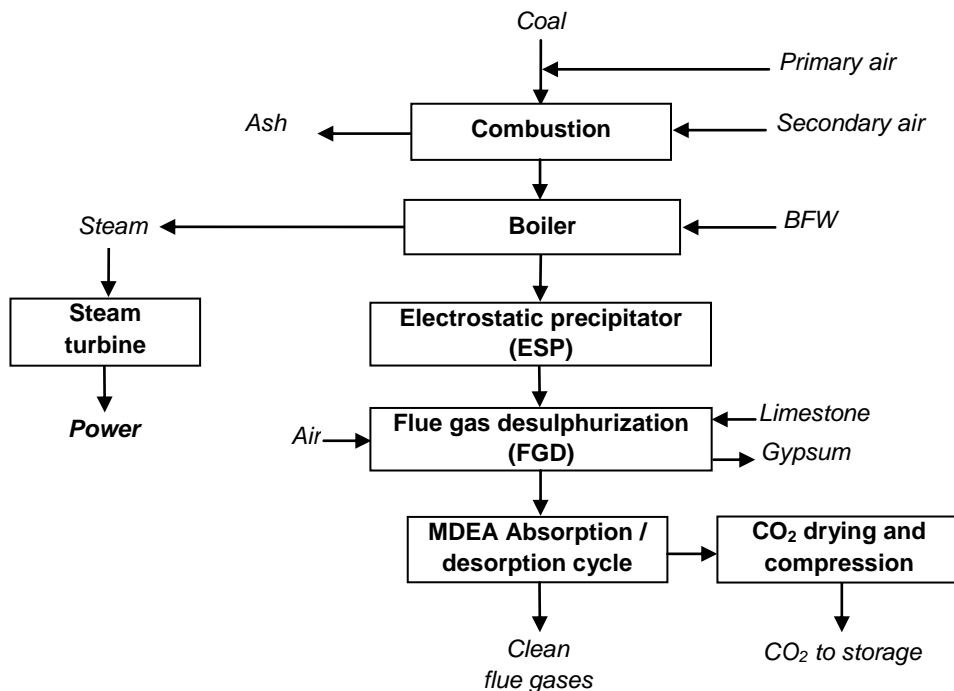 Coal
Primary air
Ash
Combustion
Secondary air
Steam
Boiler
BFW
Steam
turbine
Electrostatic precipitator
(ESP)
Power
Air
Flue gas desulphurization
(FGD)
Limestone
Gypsum
MDEA Absorption /
desorption cycle
CO₂ drying and
compression
Clean
flue gases
CO₂ to storage